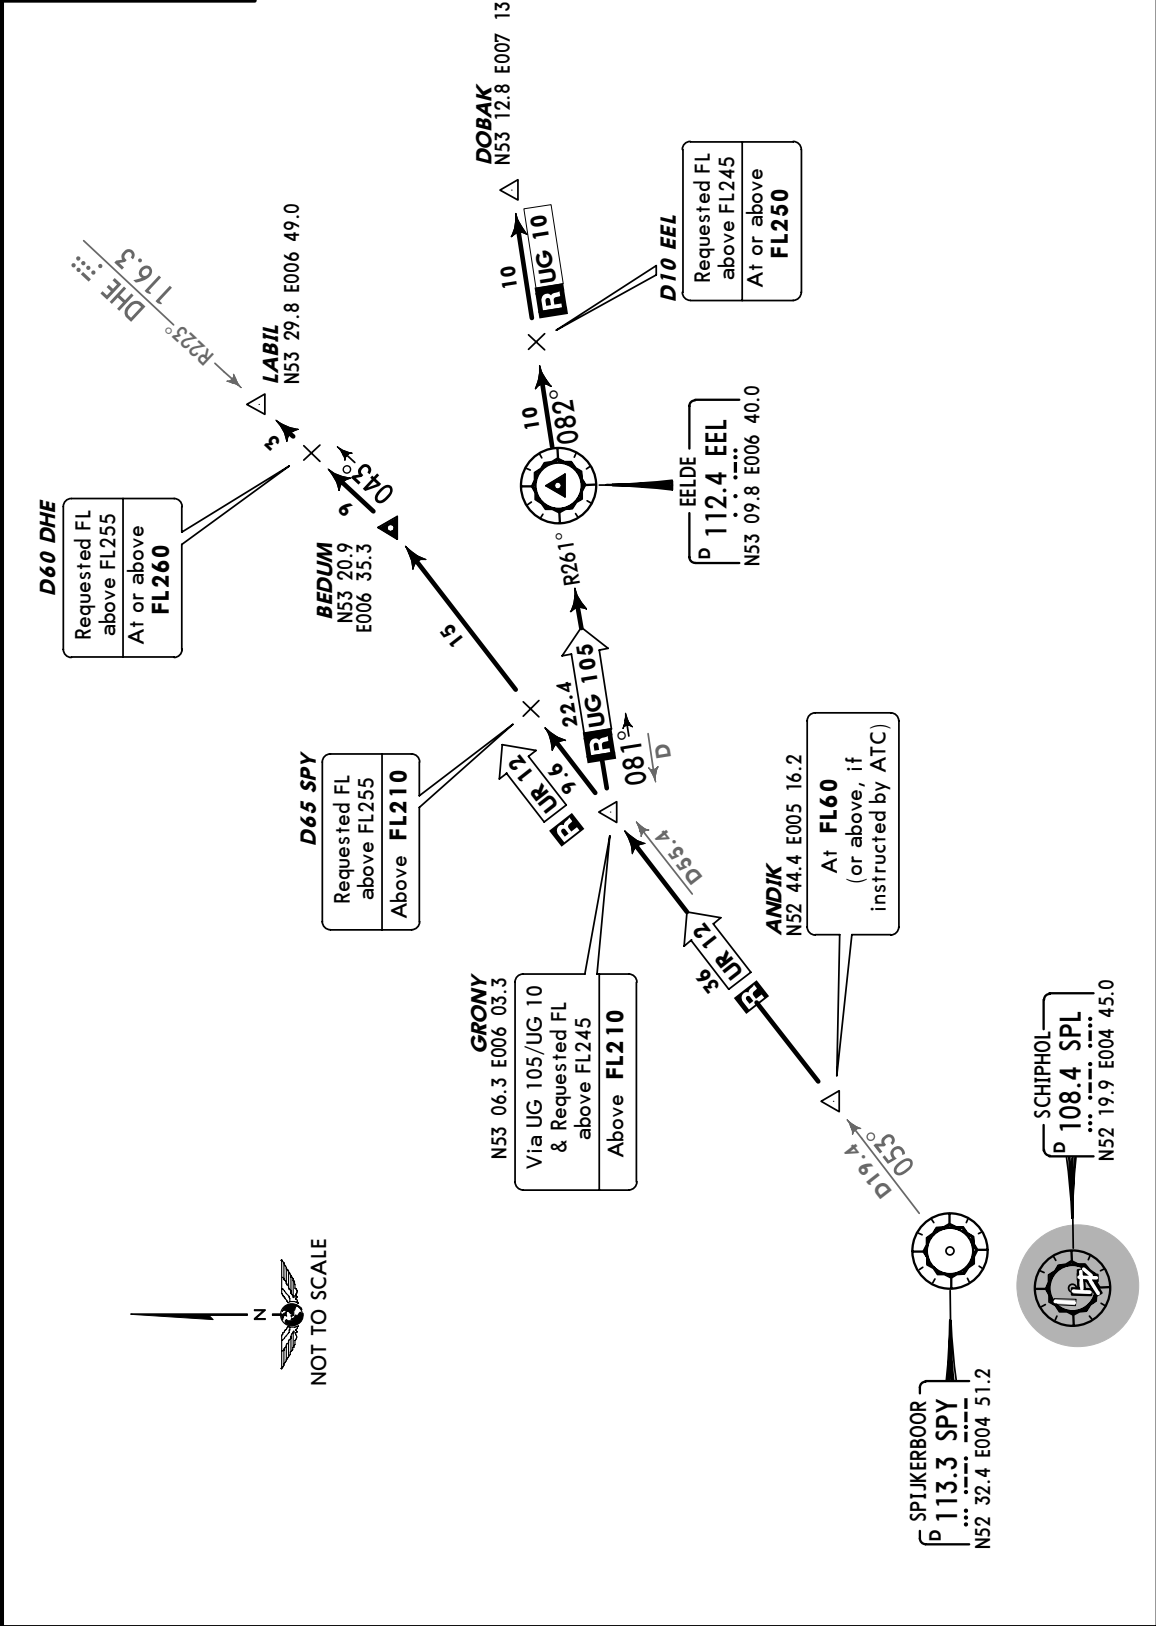 DOBAK
N53 12.8 E007 13
DHE
116.3
R223°
LABIL
N53 29.8 E006 49.0
3
D60 DHE
Requested FL
above FL255
At or above
FL260
043°
9
BEDUM
N53 20.9
E006 35.3
15
10
R UG 10
D10 EEL
Requested FL
above FL245
At or above
FL250
10
082°
EELDE
D 112.4 EEL
N53 09.8 E006 40.0
R261°
D65 SPY
Requested FL
above FL255
Above FL210
22.4
R UG 105
081°
D
9.6
R UR 12
D55.4
GRONY
N53 06.3 E006 03.3
Via UG 105/UG 10
& Requested FL
above FL245
Above FL210
36
R UR 12
ANDIK
N52 44.4 E005 16.2
At FL60
(or above, if
instructed by ATC)
D19.4
053°
SCHIPHOL
D 108.4 SPL
N52 19.9 E004 45.0
SPIJKERBOOR
D 113.3 SPY
N52 32.4 E004 51.2
N
NOT TO SCALE